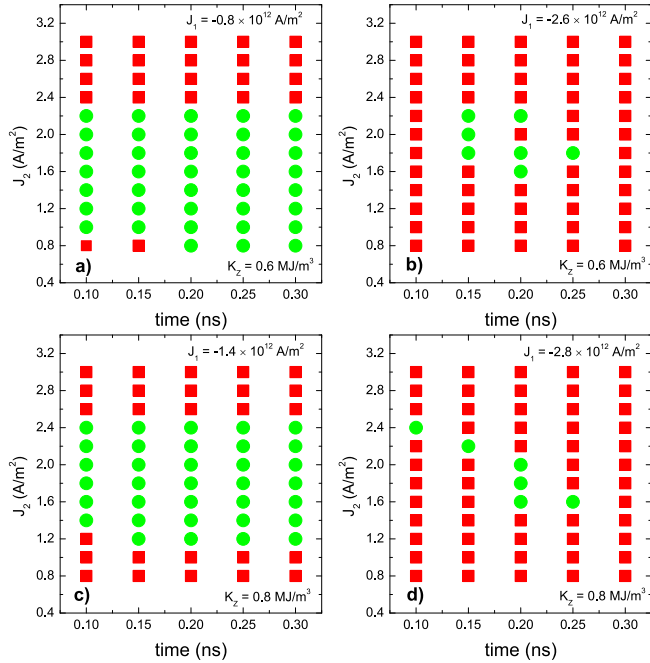 J1 = -0.8 × 10^12 A/m^2
3.2
2.8
2.4
2.0
1.6
1.2
0.8
0.4
J2 (A/m^2)
a)
KZ = 0.6 MJ/m^3
0.10 0.15 0.20 0.25 0.30
time (ns)
J1 = -2.6 × 10^12 A/m^2
3.2
2.8
2.4
2.0
1.6
1.2
0.8
0.4
J2 (A/m^2)
b)
KZ = 0.6 MJ/m^3
0.10 0.15 0.20 0.25 0.30
time (ns)
J1 = -1.4 × 10^12 A/m^2
3.2
2.8
2.4
2.0
1.6
1.2
0.8
0.4
J2 (A/m^2)
c)
KZ = 0.8 MJ/m^3
0.10 0.15 0.20 0.25 0.30
time (ns)
J1 = -2.8 × 10^12 A/m^2
3.2
2.8
2.4
2.0
1.6
1.2
0.8
0.4
J2 (A/m^2)
d)
KZ = 0.8 MJ/m^3
0.10 0.15 0.20 0.25 0.30
time (ns)